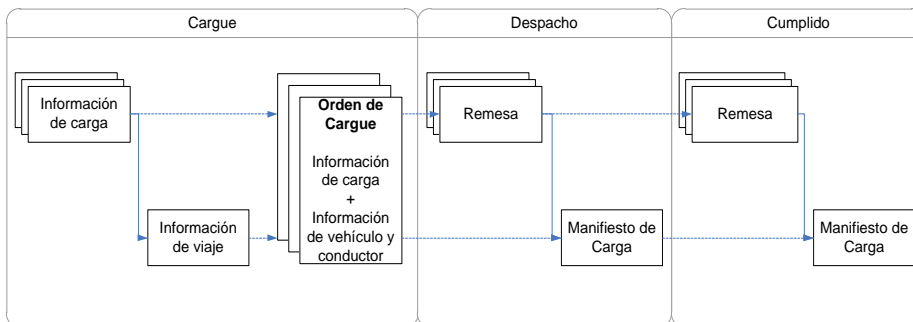 Cargue
Despacho
Cumplido
Información
de carga
Orden de
Cargue
Información
de carga
+
Información
de vehículo y
conductor
Información
de viaje
Remesa
Manifiesto de
Carga
Remesa
Manifiesto de
Carga